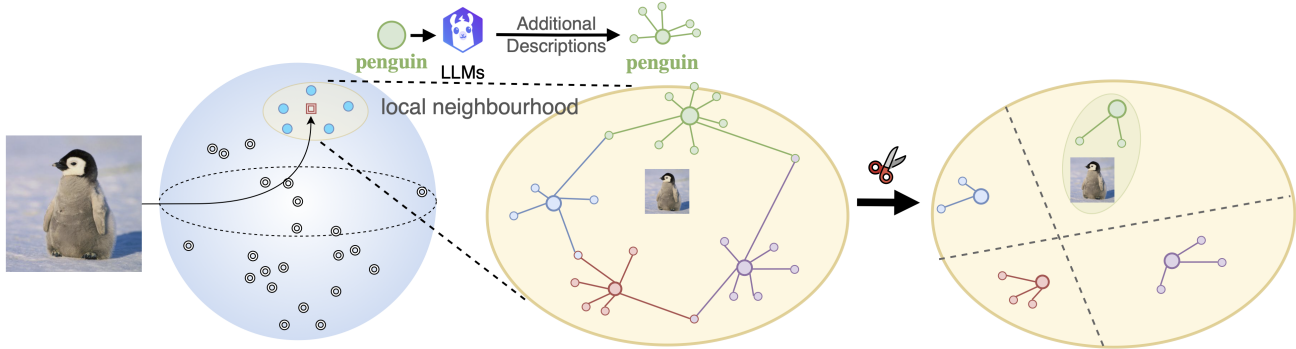 Additional
Descriptions
penguin
LLMs
penguin
local neighbourhood